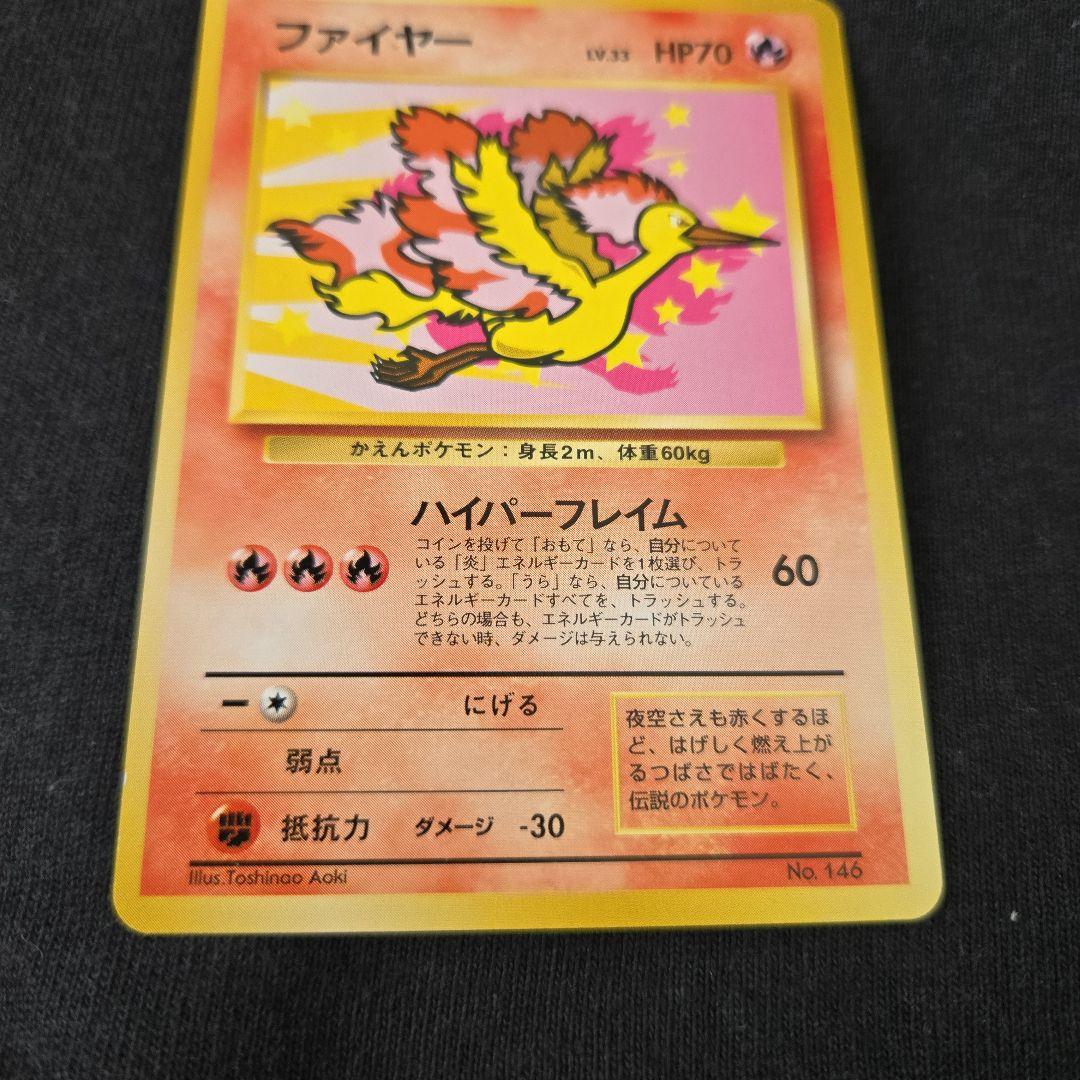 ファイヤー LV.33 HP70
かえんポケモン：身長2m、体重60kg
ハイパーフレイム
コインを投げて「おもて」なら、自分について
いる「炎」エネルギーカードを1枚選び、トラ
ッシュする。「うら」なら、自分についている
エネルギーカードすべてを、トラッシュする。
どちらの場合も、エネルギーカードがトラッシュ
できない時、ダメージは与えられない。
60
にげる
弱点
抵抗力 ダメージ -30
夜空さえも赤くするほ
ど、はげしく燃え上が
るつばさではばたく、
伝説のポケモン。
Illus.Toshinao Aoki
No. 146